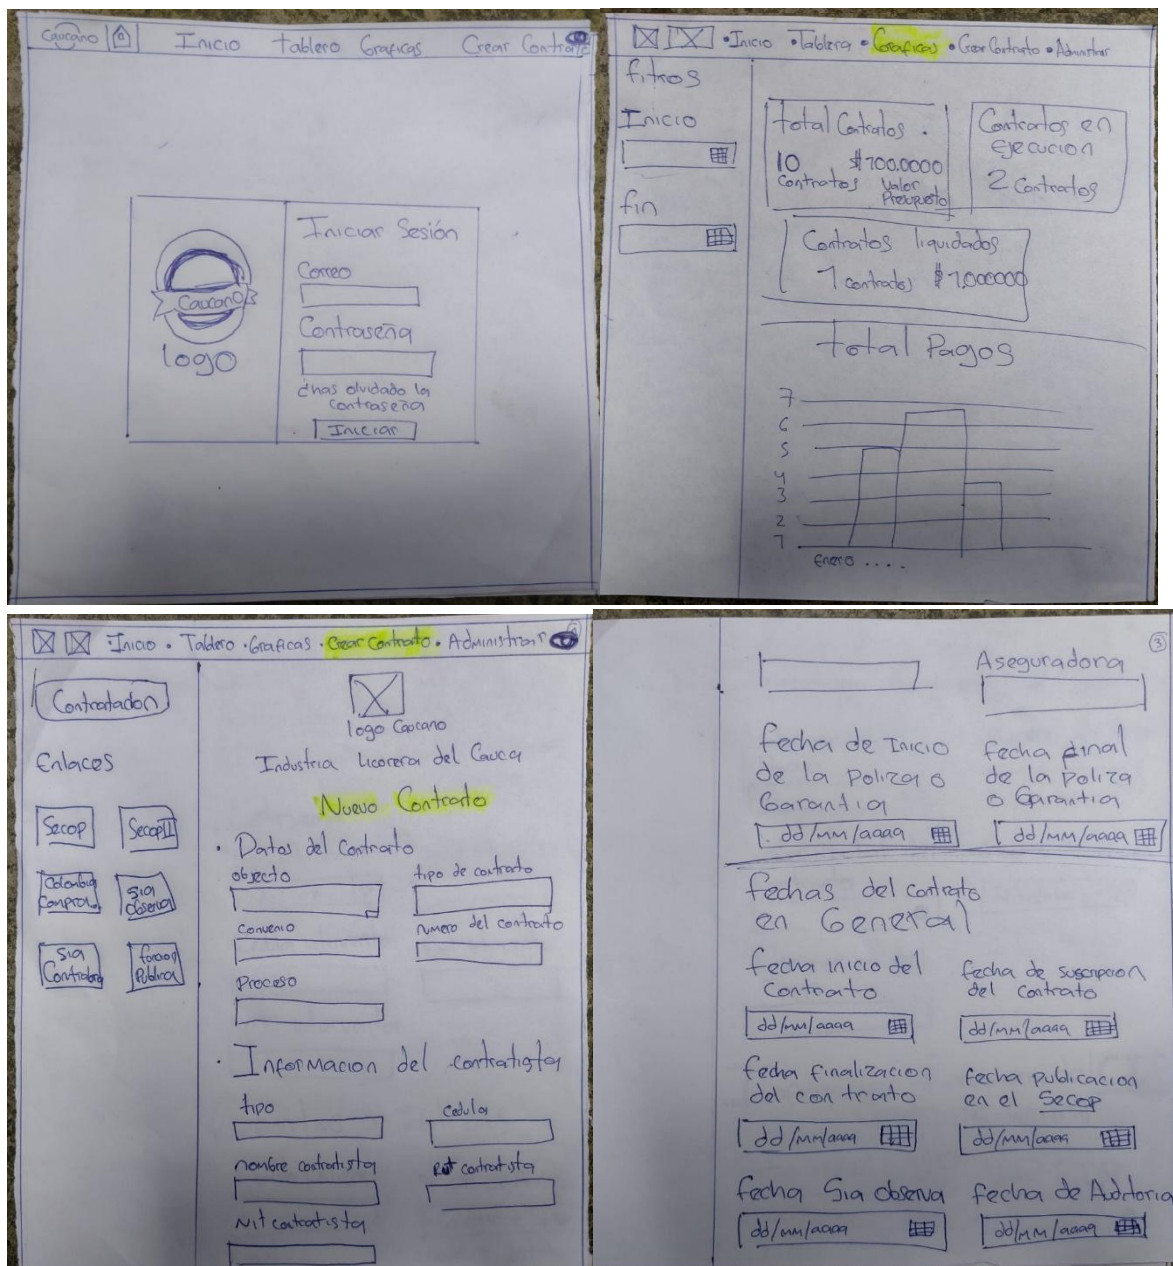 Caucano
Inicio tablero Graficas Crear Contrato
Iniciar Sesión
Correo
Contraseña
¿has olvidado la
contraseña
Iniciar
Caucano
logo
•Inicio •Tablero •Graficas •Crear Contrato •Administrar
filtros
Inicio
fin
total Contratos.
10 $700.0000
Contratos Valor
Presupuesto
Contratos en
Ejecucion
2 Contratos
Contratos liquidados
1 contratos $1,000000
total Pagos
7
6
5
4
3
2
1
Enero ....
•Inicio • Tablero •Graficas •Crear Contrato • Administrar
Enlaces
Secop SecopII
Colombia
Compra
Sia
Observa
Sia
logo Caucano
Industria Licorera del Cauca
Nuevo Contrato
• Datos del Contrato
objecto tipo de contrato
Convenio numero del contrato
Proceso
• Informacion del contratista
tipo Cedula
nombre contratista Rut contratista
Nit contratista
3
Aseguradora
fecha de Inicio
de la Poliza o
Garantia
fecha final
de la Poliza
o Garantia
dd/mm/aaaa dd/mm/aaaa
fechas del contrato
en General
fecha inicio del
Contrato
fecha de suscripcion
del Contrato
dd/mm/aaaa dd/mm/aaaa
fecha finalizacion
del contrato
fecha publicacion
en el Secop
dd/mm/aaaa dd/mm/aaaa
fecha Sia observa fecha de Auditoria
dd/mm/aaaa dd/mm/aaaa